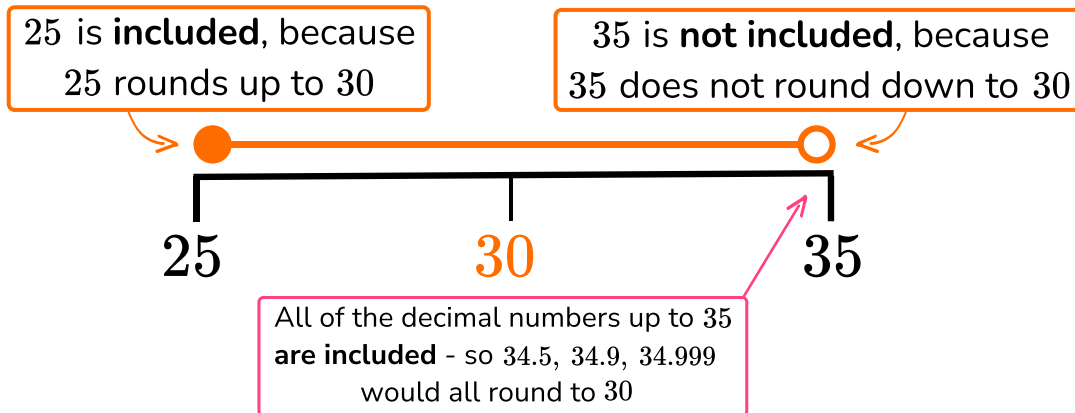 25 is included, because
25 rounds up to 30
35 is not included, because
35 does not round down to 30
25
30
35
All of the decimal numbers up to 35
are included - so 34.5, 34.9, 34.999
would all round to 30